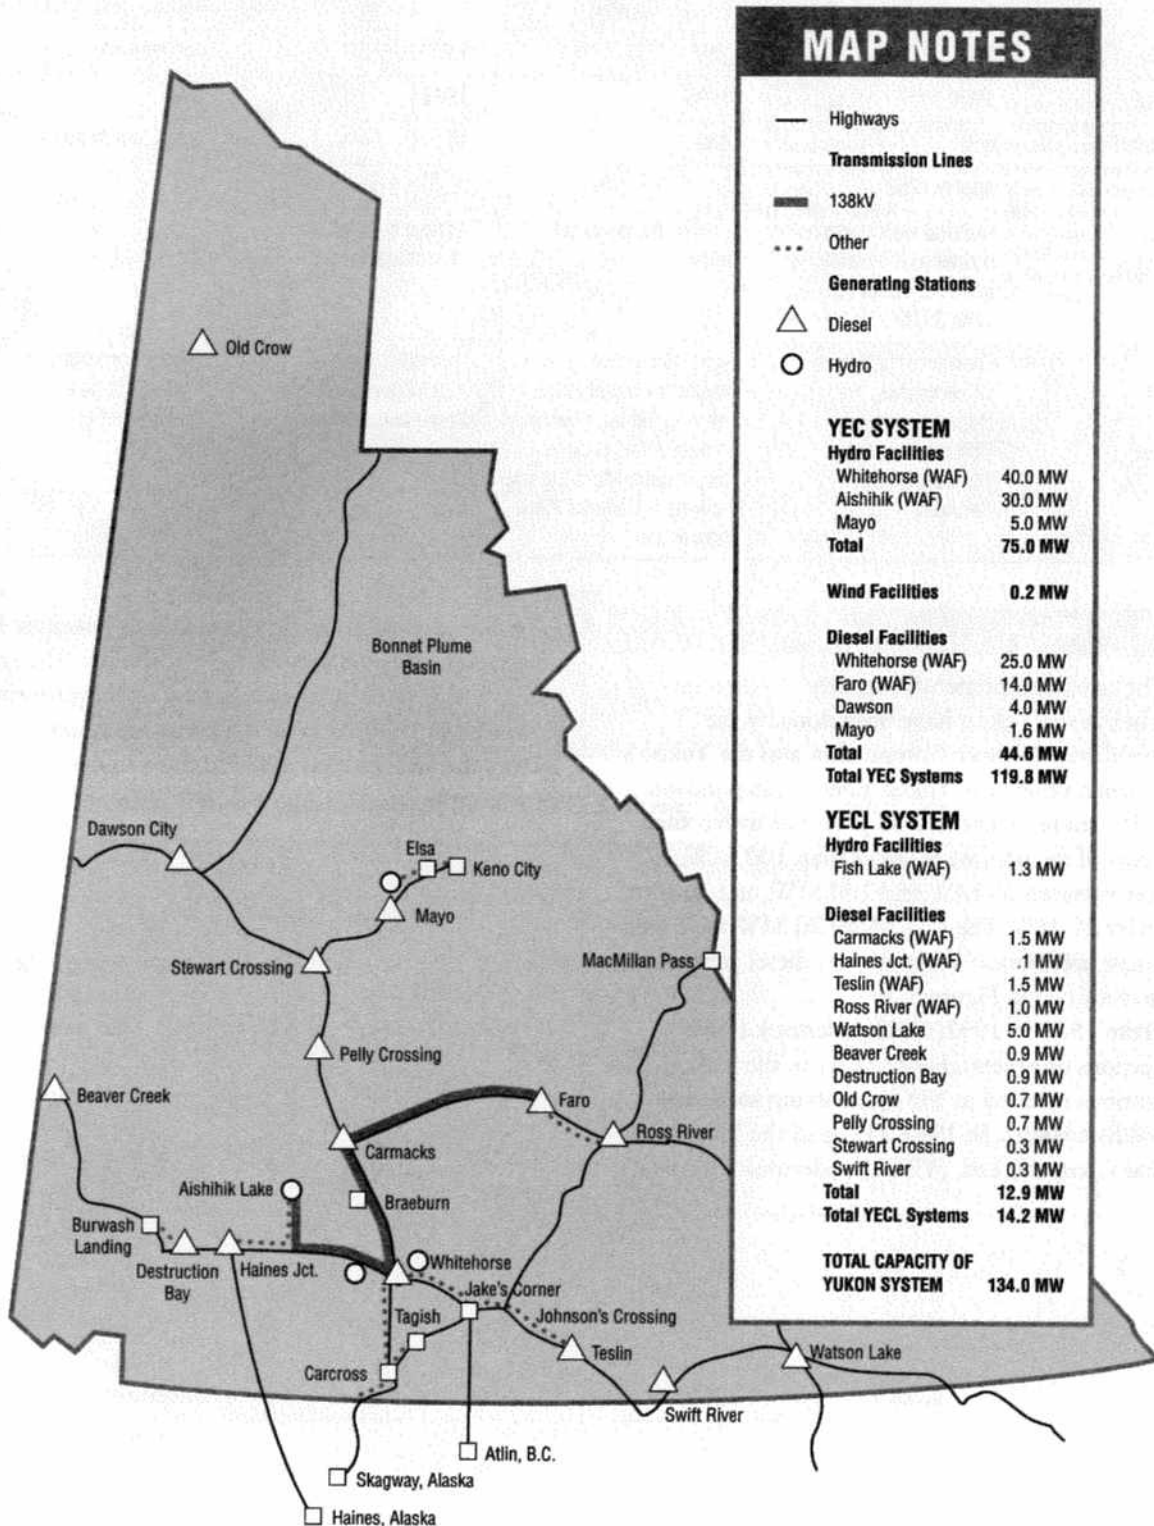 MAP NOTES
Highways
Transmission Lines
138kV
Other
Generating Stations
Diesel
Hydro
YEC SYSTEM
Hydro Facilities
Whitehorse (WAF) 40.0 MW
Aishihik (WAF) 30.0 MW
Mayo 5.0 MW
Total 75.0 MW
Wind Facilities 0.2 MW
Diesel Facilities
Whitehorse (WAF) 25.0 MW
Faro (WAF) 14.0 MW
Dawson 4.0 MW
Mayo 1.6 MW
Total 44.6 MW
Total YEC Systems 119.8 MW
YECL SYSTEM
Hydro Facilities
Fish Lake (WAF) 1.3 MW
Diesel Facilities
Carmacks (WAF) 1.5 MW
Haines Jct. (WAF) .1 MW
Teslin (WAF) 1.5 MW
Ross River (WAF) 1.0 MW
Watson Lake 5.0 MW
Beaver Creek 0.9 MW
Destruction Bay 0.9 MW
Old Crow 0.7 MW
Pelly Crossing 0.7 MW
Stewart Crossing 0.3 MW
Swift River 0.3 MW
Total 12.9 MW
Total YECL Systems 14.2 MW
TOTAL CAPACITY OF
YUKON SYSTEM 134.0 MW
Old Crow
Bonnet Plume
Basin
Dawson City
Elsa
Keno City
Mayo
Stewart Crossing
MacMillan Pass
Pelly Crossing
Beaver Creek
Faro
Ross River
Carmacks
Aishihik Lake
Braeburn
Burwash
Landing
Destruction
Bay
Haines Jct.
Whitehorse
Jake's Corner
Tagish
Johnson's Crossing
Teslin
Watson Lake
Carcross
Swift River
Atlin, B.C.
Skagway, Alaska
Haines, Alaska